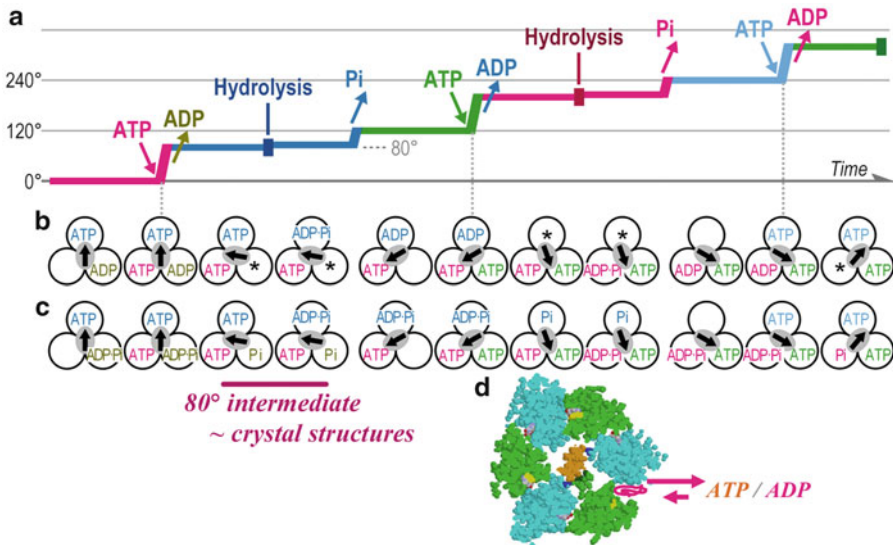 a
Pi ATP ADP
Hydrolysis
240°
Hydrolysis Pi ATP ADP
120°
ATP ADP
80°
0° Time
b ATP ATP ATP ADP·Pi ADP ADP * * ATP ATP
ADP ATP ADP ATP * ATP * ATP ATP ATP ATP ATP ADP·Pi ATP ADP ATP ADP ATP * ATP
c ATP ATP ATP ADP·Pi ADP·Pi ADP·Pi Pi Pi ATP ATP
ADP·Pi ATP ADP·Pi ATP Pi ATP Pi ATP ATP ATP ATP ATP ADP·Pi ATP ADP·Pi ATP ADP·Pi ATP Pi ATP
80° intermediate
~ crystal structures
d
ATP / ADP